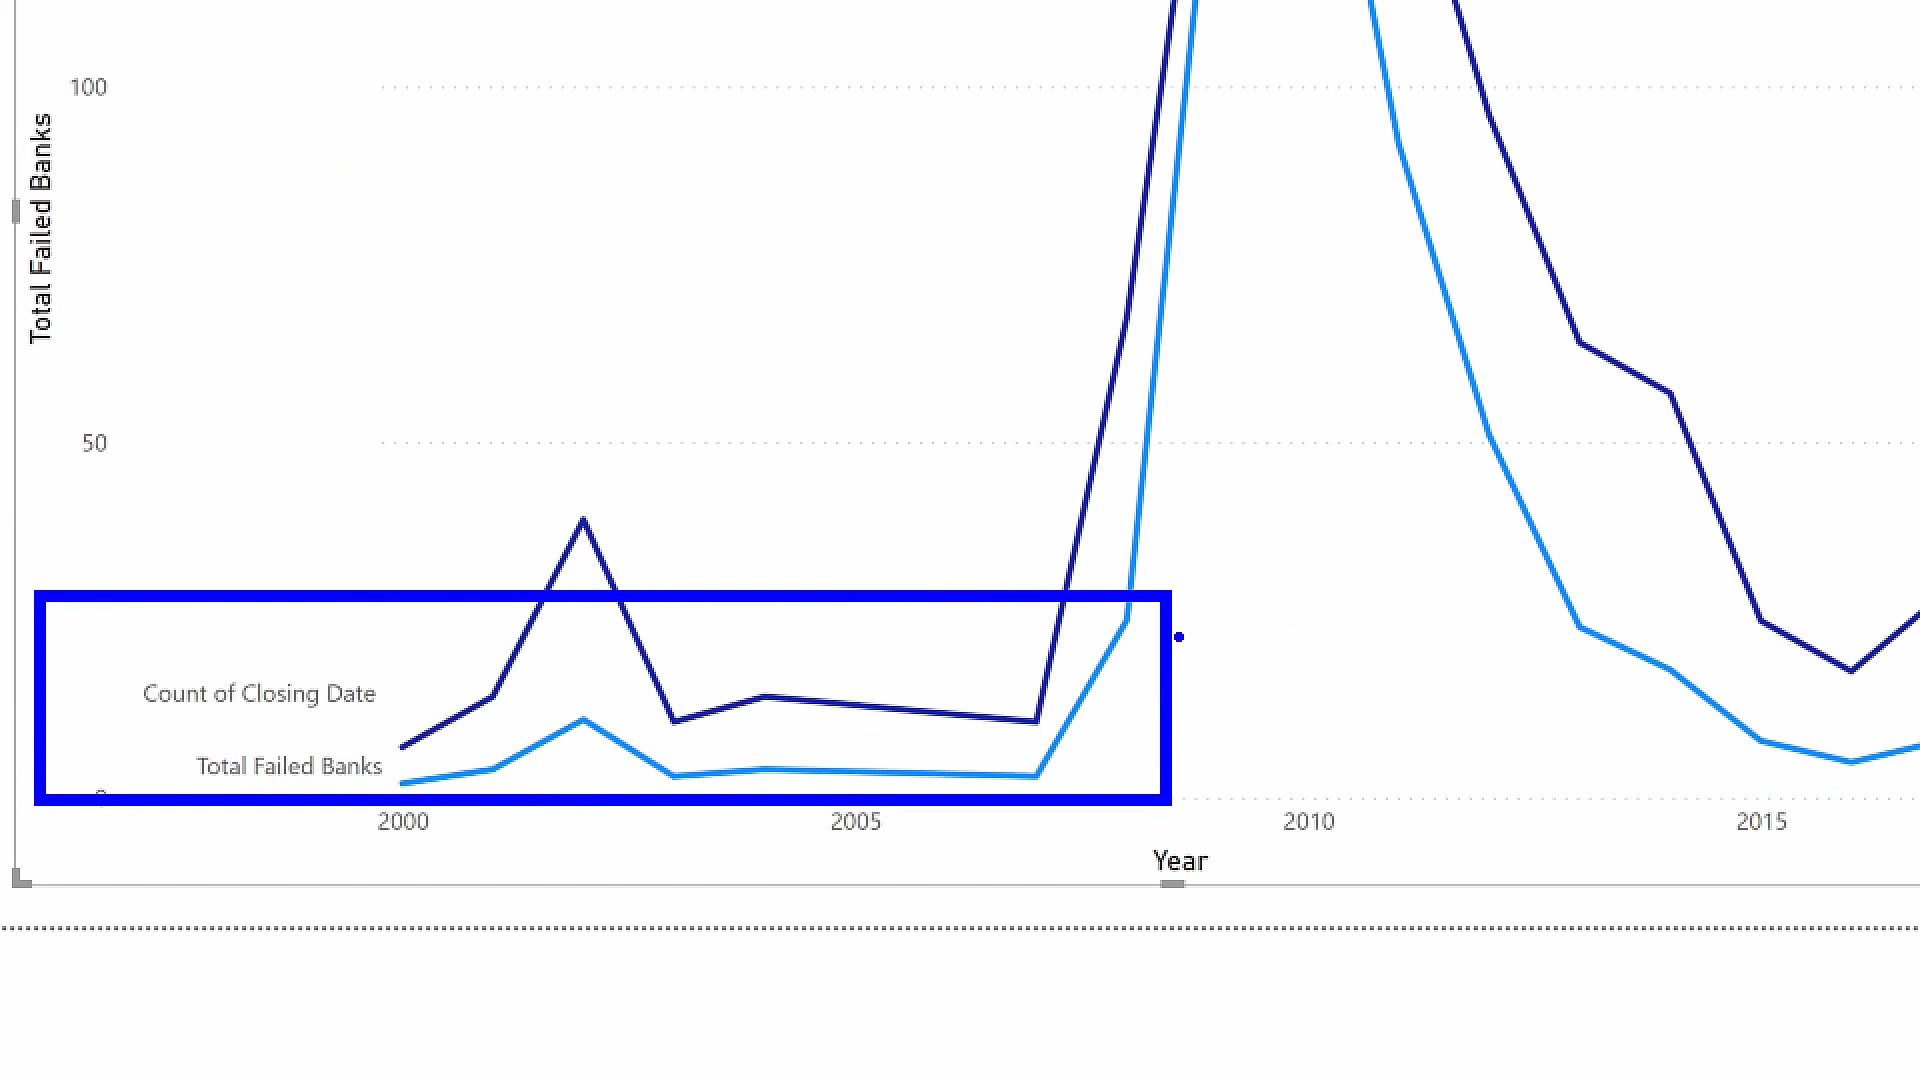 100
Total Failed Banks
50
Count of Closing Date
Total Failed Banks
2000 2005 2010 2015
Year